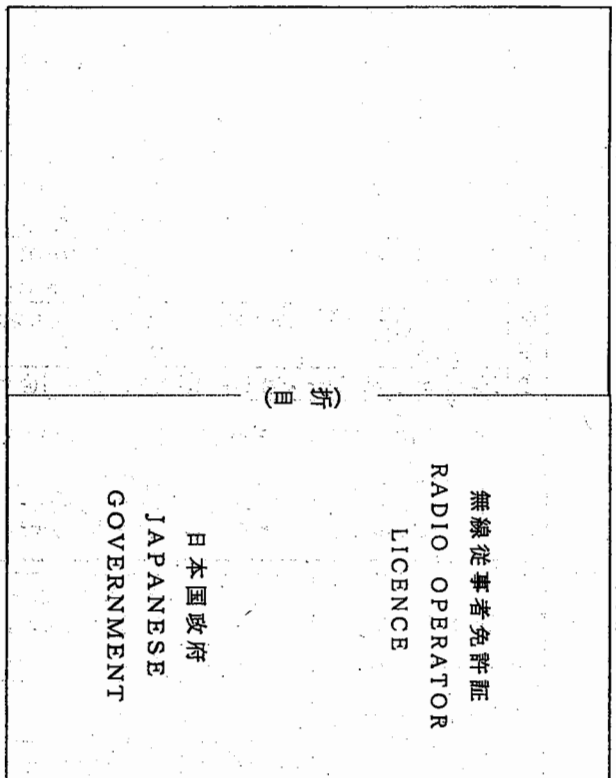 無線従事者免許証
RADIO OPERATOR
LICENCE
日本国政府
JAPANESE
GOVERNMENT
(折目)